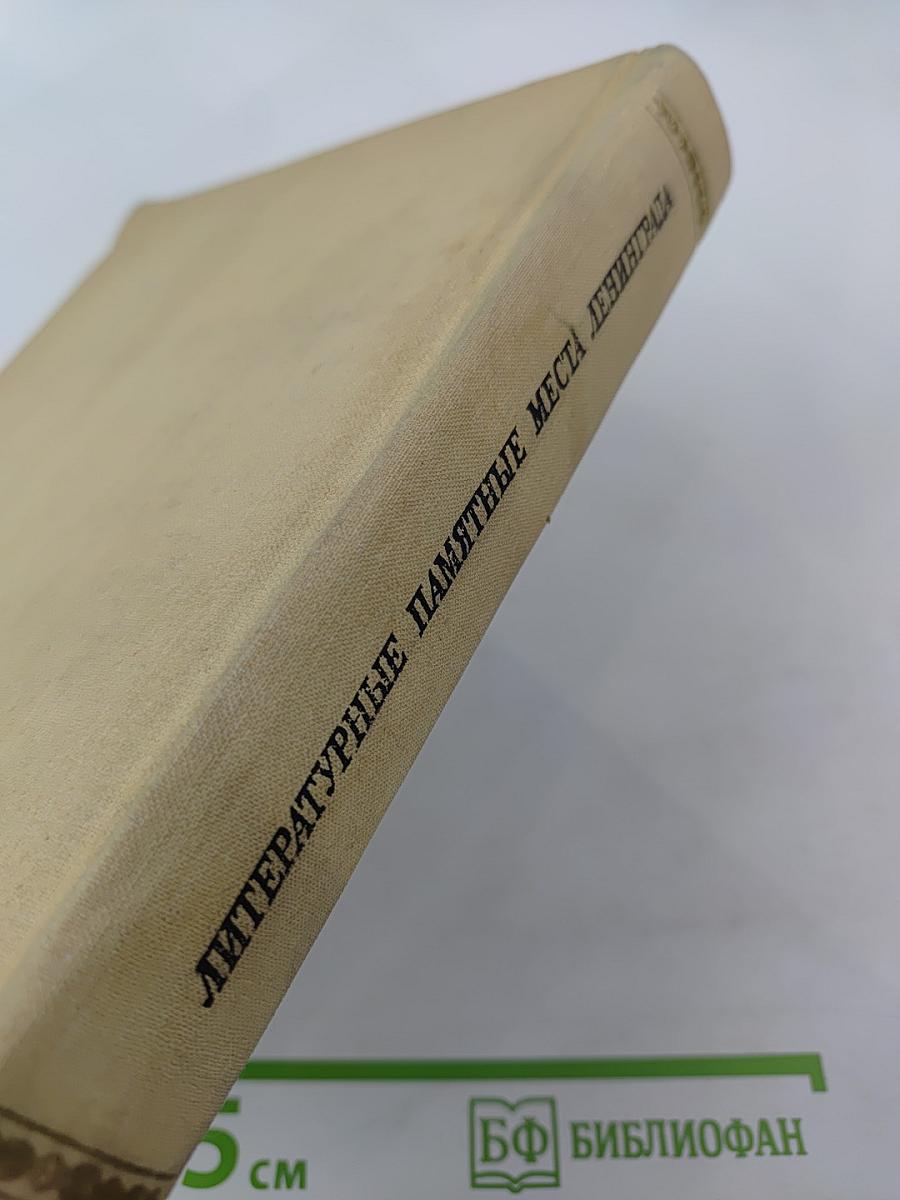 ЛИТЕРАТУРНЫЕ ПАМЯТНЫЕ МЕСТА ЛЕНИНГРАДА
5 см
БФ БИБЛИОФАН